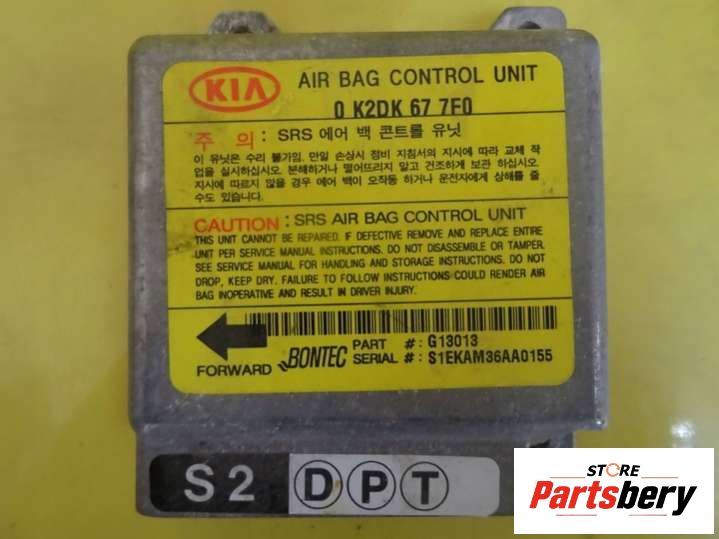 KIA AIR BAG CONTROL UNIT
0 K2DK 67 7F0
주 의 : SRS 에어 백 콘트롤 유닛
이 유닛은 수리 불가임. 만일 손상시 정비 지침서의 지시에 따라 교체 작
업을 실시하십시오. 분해하거나 떨어뜨리지 말고 건조하게 보관 하십시오.
지시에 따르지 않을 경우 에어 백이 오작동 하거나 운전자에게 상해를 줄
수도 있습니다.
CAUTION : SRS AIR BAG CONTROL UNIT
THIS UNIT CANNOT BE REPAIRED. IF DEFECTIVE REMOVE AND REPLACE ENTIRE
UNIT PER SERVICE MANUAL INSTRUCTIONS. DO NOT DISASSEMBLE OR TAMPER.
SEE SERVICE MANUAL FOR HANDLING AND STORAGE INSTRUCTIONS. DO NOT
DROP, KEEP DRY. FAILURE TO FOLLOW INSTRUCTIONS COULD RENDER AIR
BAG INOPERATIVE AND RESULT IN DRIVER INJURY.
PART #: G13013
FORWARD BONTEC SERIAL #: S1EKAM36AA0155
S2 D P T
STORE
Partsbery